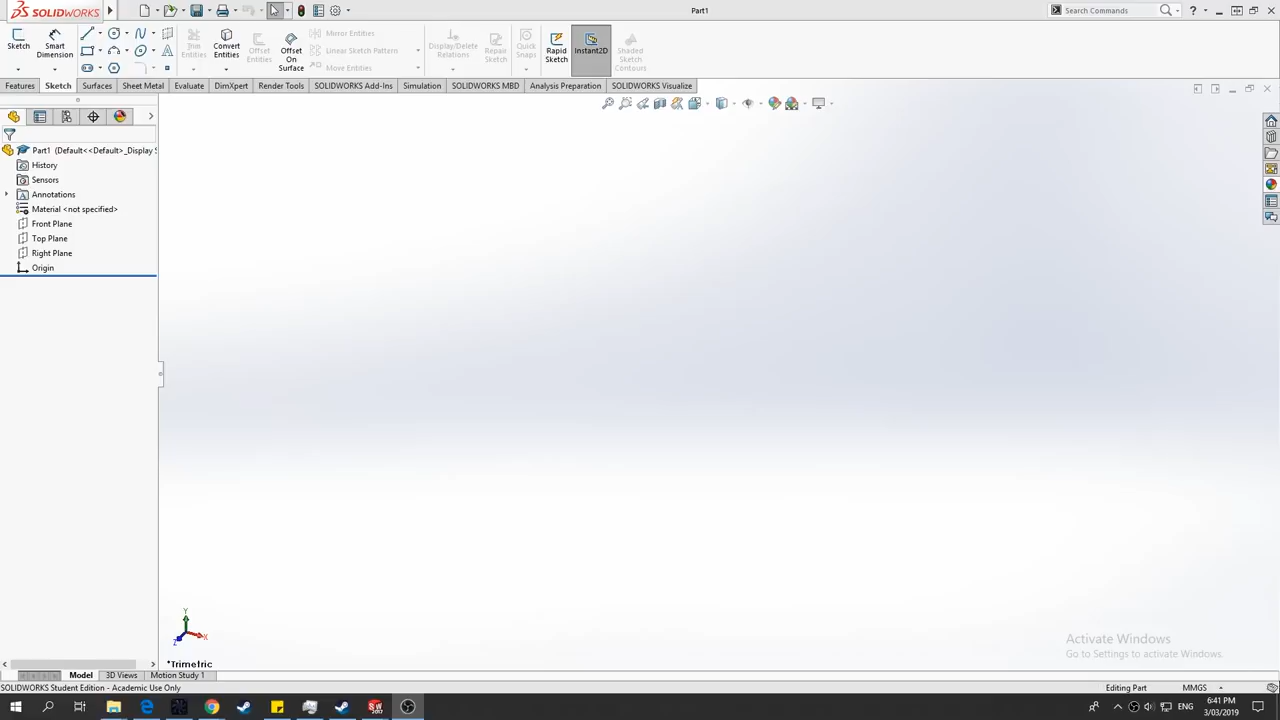 SOLIDWORKS
Part1
Search Commands
Sketch
Smart Dimension
Trim Entities
Convert Entities
Offset Entities
Offset On Surface
Mirror Entities
Linear Sketch Pattern
Move Entities
Display/Delete Relations
Repair Sketch
Quick Snaps
Rapid Sketch
Instant2D
Shaded Sketch Contours
Features
Sketch
Surfaces
Sheet Metal
Evaluate
DimXpert
Render Tools
SOLIDWORKS Add-Ins
Simulation
SOLIDWORKS MBD
Analysis Preparation
SOLIDWORKS Visualize
Part1 (Default<<Default>_Display S
History
Sensors
Annotations
Material <not specified>
Front Plane
Top Plane
Right Plane
Origin
Y
X
Z
*Trimetric
Activate Windows
Go to Settings to activate Windows.
Model
3D Views
Motion Study 1
SOLIDWORKS Student Edition - Academic Use Only
Editing Part
MMGS
ENG
6:41 PM
3/03/2019